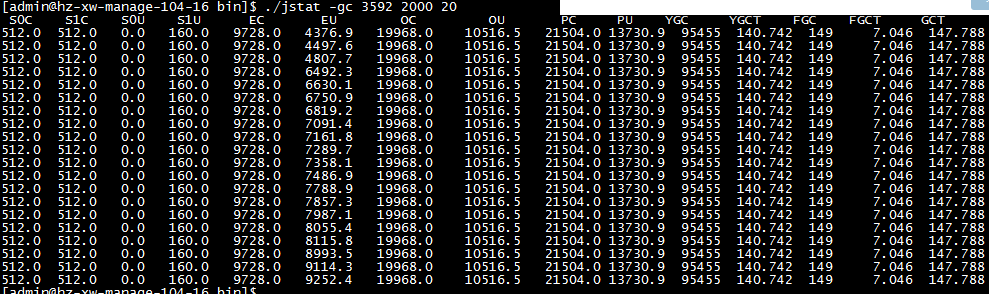 [admin@hz-xw-manage-104-16 bin]$ ./jstat -gc 3592 2000 20
S0C S1C S0U S1U EC EU OC OU PC PU YGC YGCT FGC FGCT GCT
512.0 512.0 0.0 160.0 9728.0 4376.9 19968.0 10516.5 21504.0 13730.9 95455 140.742 149 7.046 147.788
512.0 512.0 0.0 160.0 9728.0 4497.6 19968.0 10516.5 21504.0 13730.9 95455 140.742 149 7.046 147.788
512.0 512.0 0.0 160.0 9728.0 4807.7 19968.0 10516.5 21504.0 13730.9 95455 140.742 149 7.046 147.788
512.0 512.0 0.0 160.0 9728.0 6492.3 19968.0 10516.5 21504.0 13730.9 95455 140.742 149 7.046 147.788
512.0 512.0 0.0 160.0 9728.0 6630.1 19968.0 10516.5 21504.0 13730.9 95455 140.742 149 7.046 147.788
512.0 512.0 0.0 160.0 9728.0 6750.9 19968.0 10516.5 21504.0 13730.9 95455 140.742 149 7.046 147.788
512.0 512.0 0.0 160.0 9728.0 6819.2 19968.0 10516.5 21504.0 13730.9 95455 140.742 149 7.046 147.788
512.0 512.0 0.0 160.0 9728.0 7091.4 19968.0 10516.5 21504.0 13730.9 95455 140.742 149 7.046 147.788
512.0 512.0 0.0 160.0 9728.0 7161.8 19968.0 10516.5 21504.0 13730.9 95455 140.742 149 7.046 147.788
512.0 512.0 0.0 160.0 9728.0 7289.7 19968.0 10516.5 21504.0 13730.9 95455 140.742 149 7.046 147.788
512.0 512.0 0.0 160.0 9728.0 7358.1 19968.0 10516.5 21504.0 13730.9 95455 140.742 149 7.046 147.788
512.0 512.0 0.0 160.0 9728.0 7486.9 19968.0 10516.5 21504.0 13730.9 95455 140.742 149 7.046 147.788
512.0 512.0 0.0 160.0 9728.0 7788.9 19968.0 10516.5 21504.0 13730.9 95455 140.742 149 7.046 147.788
512.0 512.0 0.0 160.0 9728.0 7857.3 19968.0 10516.5 21504.0 13730.9 95455 140.742 149 7.046 147.788
512.0 512.0 0.0 160.0 9728.0 7987.1 19968.0 10516.5 21504.0 13730.9 95455 140.742 149 7.046 147.788
512.0 512.0 0.0 160.0 9728.0 8055.4 19968.0 10516.5 21504.0 13730.9 95455 140.742 149 7.046 147.788
512.0 512.0 0.0 160.0 9728.0 8115.8 19968.0 10516.5 21504.0 13730.9 95455 140.742 149 7.046 147.788
512.0 512.0 0.0 160.0 9728.0 8993.5 19968.0 10516.5 21504.0 13730.9 95455 140.742 149 7.046 147.788
512.0 512.0 0.0 160.0 9728.0 9114.3 19968.0 10516.5 21504.0 13730.9 95455 140.742 149 7.046 147.788
512.0 512.0 0.0 160.0 9728.0 9252.4 19968.0 10516.5 21504.0 13730.9 95455 140.742 149 7.046 147.788
[admin@hz-xw-manage-104-16 bin]$